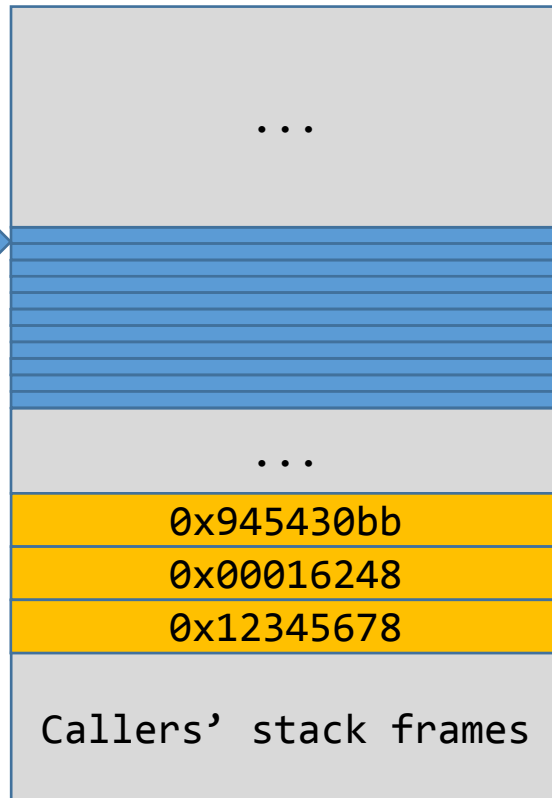 ...
...
0x945430bb
0x00016248
0x12345678
Callers’ stack frames